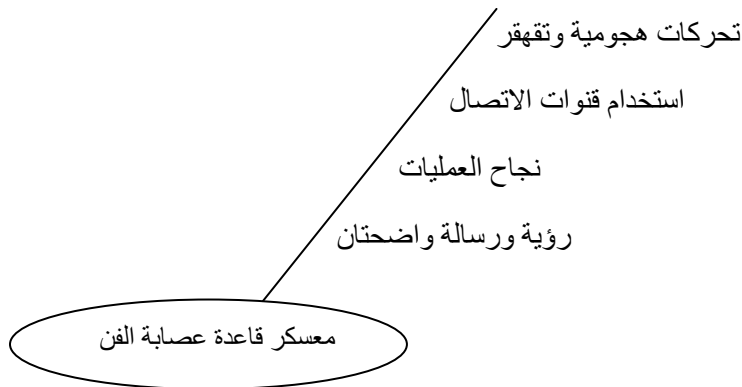 تحركات هجومية وتقهقر
استخدام قنوات الاتصال
نجاح العمليات
رؤية ورسالة واضحتان
معسكر قاعدة عصابة الفن